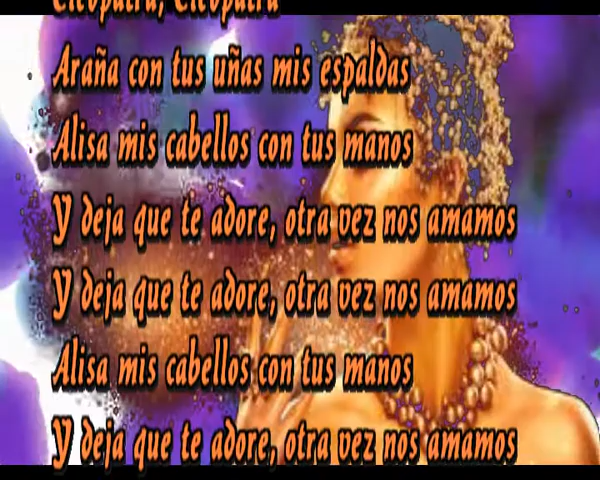 Cleopatra, Cleopatra
Araña con tus uñas mis espaldas
Alisa mis cabellos con tus manos
Y deja que te adore, otra vez nos amamos
Y deja que te adore, otra vez nos amamos
Alisa mis cabellos con tus manos
Y deja que te adore, otra vez nos amamos